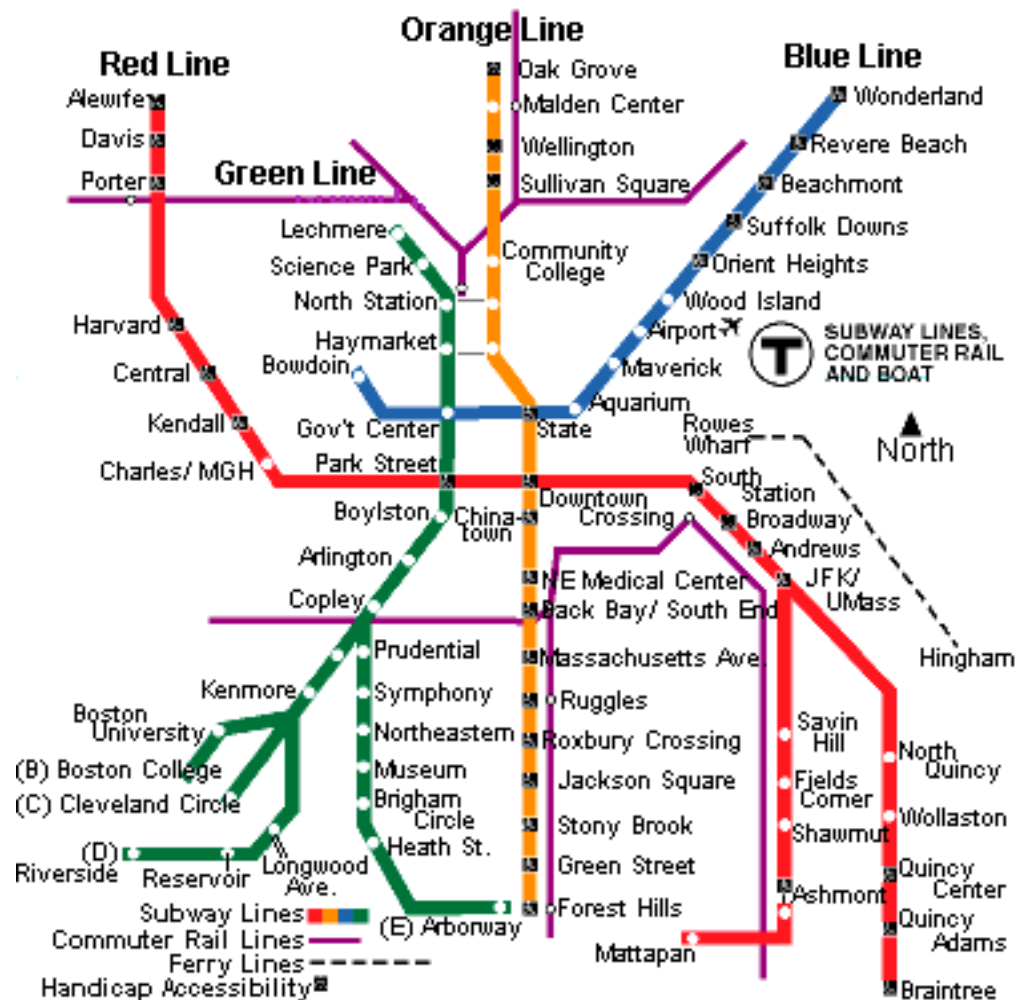 Orange Line
Red Line
Blue Line
Green Line
Alewife
Davis
Porter
Harvard
Central
Kendall
Charles/ MGH
Park Street
Downtown
Crossing
South
Station
Broadway
Andrews
JFK/
UMass
Savin
Hill
Fields
Corner
Shawmut
Ashmont
Mattapan
North
Quincy
Wollaston
Quincy
Center
Quincy
Adams
Braintree
Oak Grove
Malden Center
Wellington
Sullivan Square
Community
College
North Station
Haymarket
State
China-
town
NE Medical Center
Back Bay/ South End
Massachusetts Ave.
Ruggles
Roxbury Crossing
Jackson Square
Stony Brook
Green Street
Forest Hills
Wonderland
Revere Beach
Beachmont
Suffolk Downs
Orient Heights
Wood Island
Airport
Maverick
Aquarium
Gov't Center
Bowdoin
Lechmere
Science Park
Boylston
Arlington
Copley
Kenmore
Boston
University
(B) Boston College
(C) Cleveland Circle
(D)
Riverside
Reservoir
Longwood
Ave.
Prudential
Symphony
Northeastern
Museum
Brigham
Circle
Heath St.
(E) Arborway
T
SUBWAY LINES,
COMMUTER RAIL
AND BOAT
North
Rowes
Wharf
Hingham
Subway Lines
Commuter Rail Lines
Ferry Lines
Handicap Accessibility